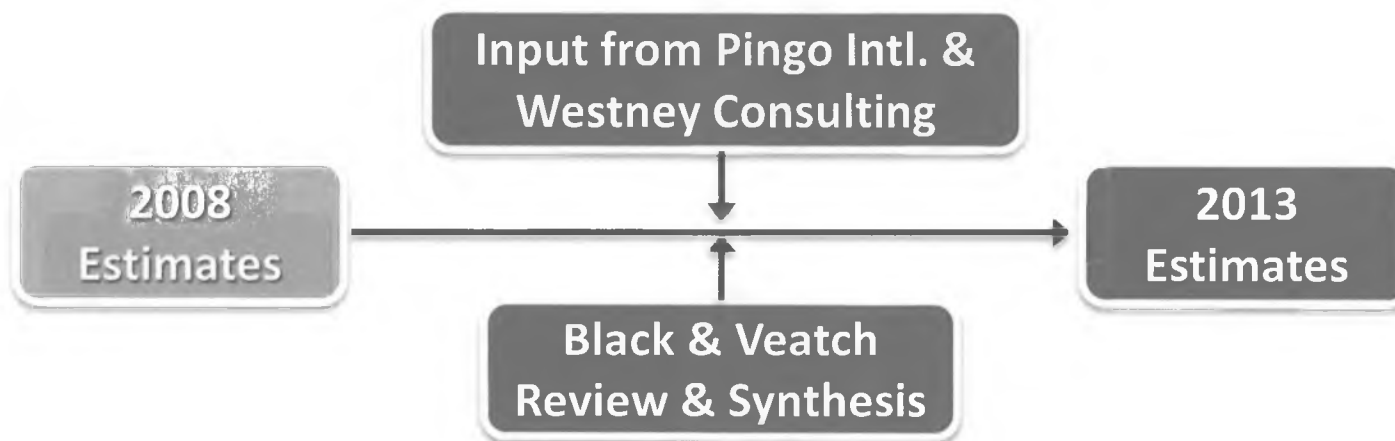 Input from Pingo Intl. &
Westney Consulting
2008
Estimates
2013
Estimates
Black & Veatch
Review & Synthesis